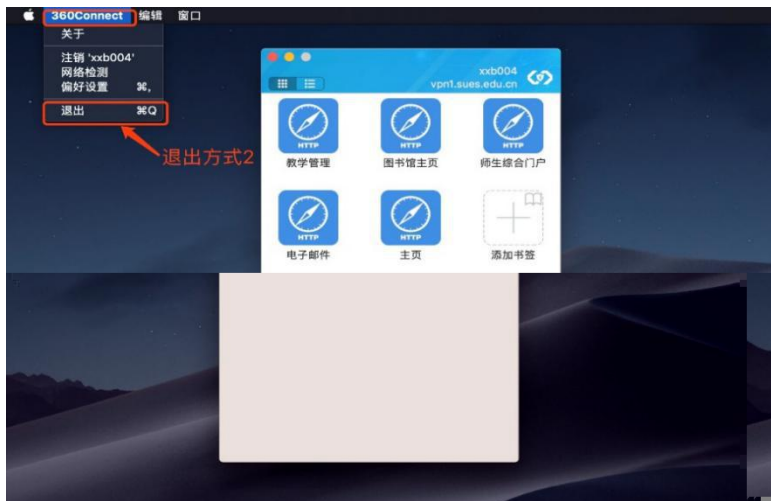 360Connect 编辑 窗口
关于
注销 'xxb004'
网络检测
偏好设置 ⌘,
退出 ⌘Q
退出方式2
xxb004
vpn1.sues.edu.cn
HTTP HTTP HTTP
教学管理 图书馆主页 师生综合门户
HTTP HTTP
电子邮件 主页 添加书签